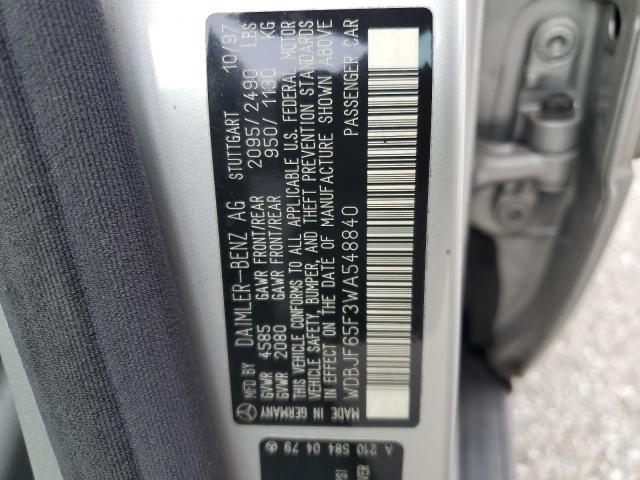 MFD BY DAIMLER-BENZ AG STUTTGART 10/97
GVWR 4585 GAWR FRONT/REAR 2095/2490 LBS
GVWR 2080 GAWR FRONT/REAR 950/1130 KG
THIS VEHICLE CONFORMS TO ALL APPLICABLE U.S. FEDERAL MOTOR
VEHICLE SAFETY, BUMPER, AND THEFT PREVENTION STANDARDS
IN EFFECT ON THE DATE OF MANUFACTURE SHOWN ABOVE
WDBJF65F3WA548840 PASSENGER CAR
MADE IN GERMANY
A 210 584 04 79